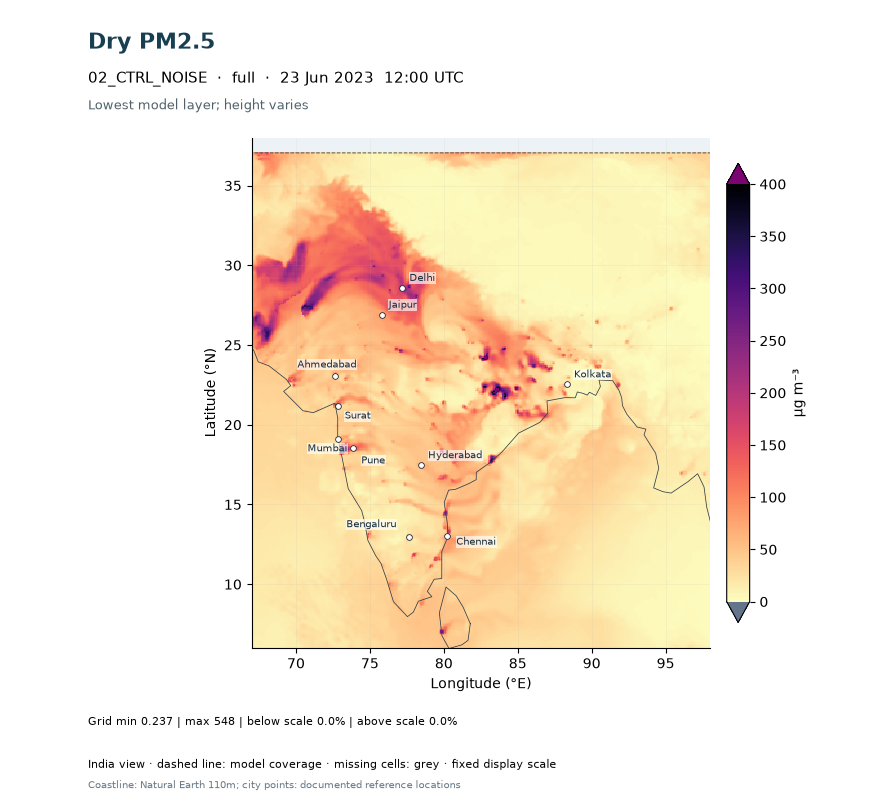 Dry PM2.5
02_CTRL_NOISE · full · 23 Jun 2023 12:00 UTC
Lowest model layer; height varies
35
30
25
20
15
10
Latitude (°N)
Delhi
Jaipur
Ahmedabad
Surat
Kolkata
Mumbai
Pune
Hyderabad
Bengaluru
Chennai
70 75 80 85 90 95
Longitude (°E)
400
350
300
250
200
150
100
50
0
µg m⁻³
Grid min 0.237 | max 548 | below scale 0.0% | above scale 0.0%
India view · dashed line: model coverage · missing cells: grey · fixed display scale
Coastline: Natural Earth 110m; city points: documented reference locations